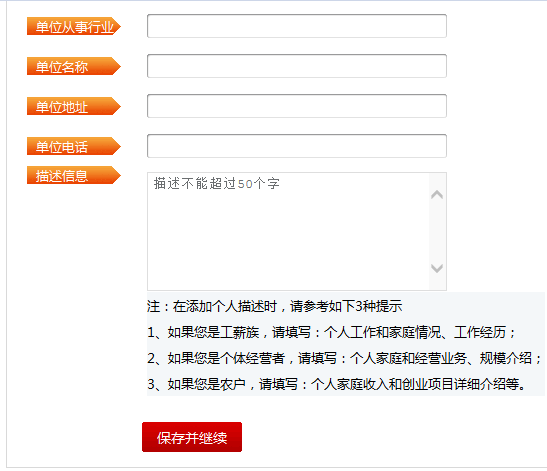 单位从事行业
单位名称
单位地址
单位电话
描述信息
描述不能超过50个字
注：在添加个人描述时，请参考如下3种提示
1、如果您是工薪族，请填写：个人工作和家庭情况、工作经历；
2、如果您是个体经营者，请填写：个人家庭和经营业务、规模介绍；
3、如果您是农户，请填写：个人家庭收入和创业项目详细介绍等。
保存并继续